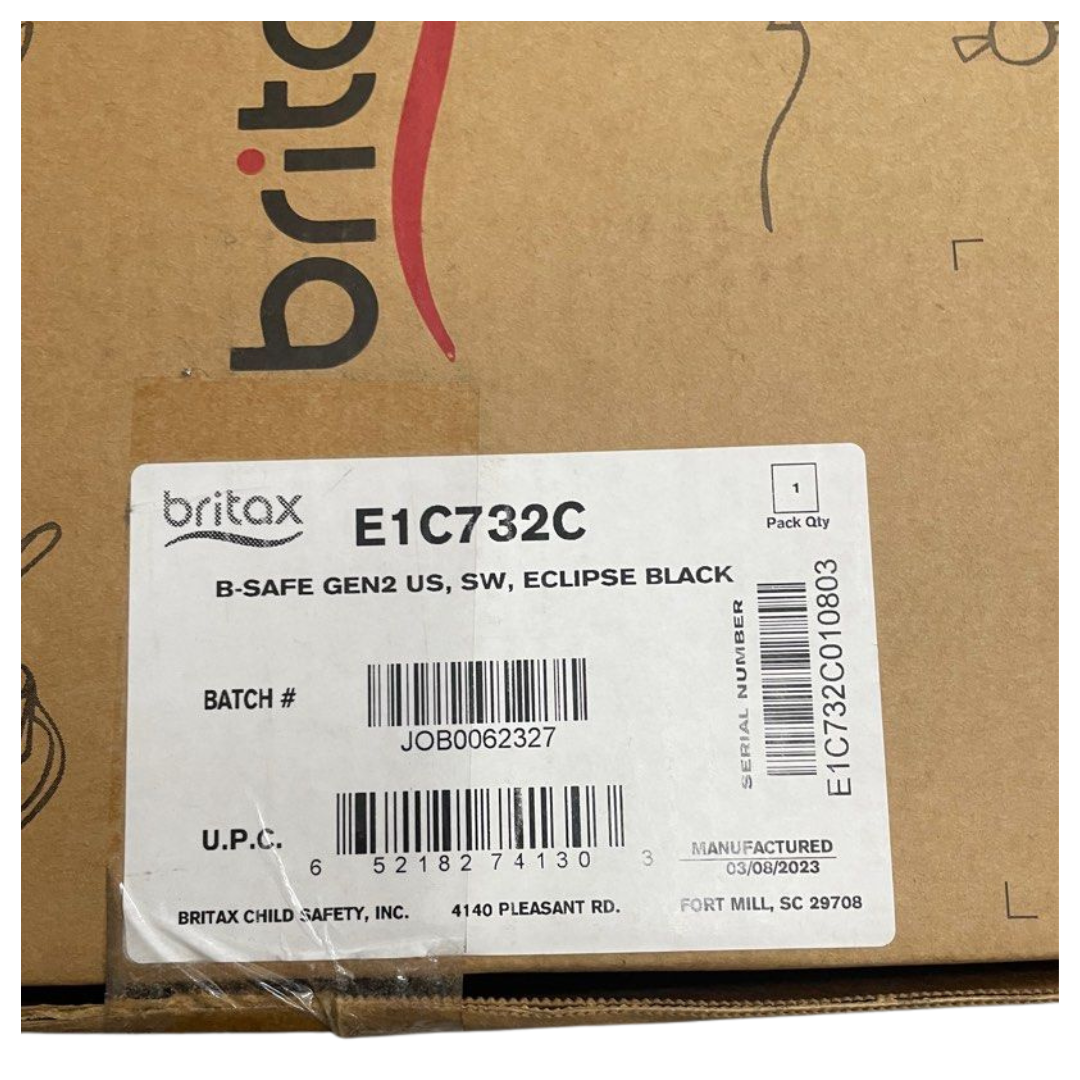 brita
britax
E1C732C
1
Pack Qty
B-SAFE GEN2 US, SW, ECLIPSE BLACK
BATCH #
JOB0062327
SERIAL NUMBER
E1C732C010803
U.P.C.
6 52182 74130 3
MANUFACTURED
03/08/2023
BRITAX CHILD SAFETY, INC. 4140 PLEASANT RD. FORT MILL, SC 29708